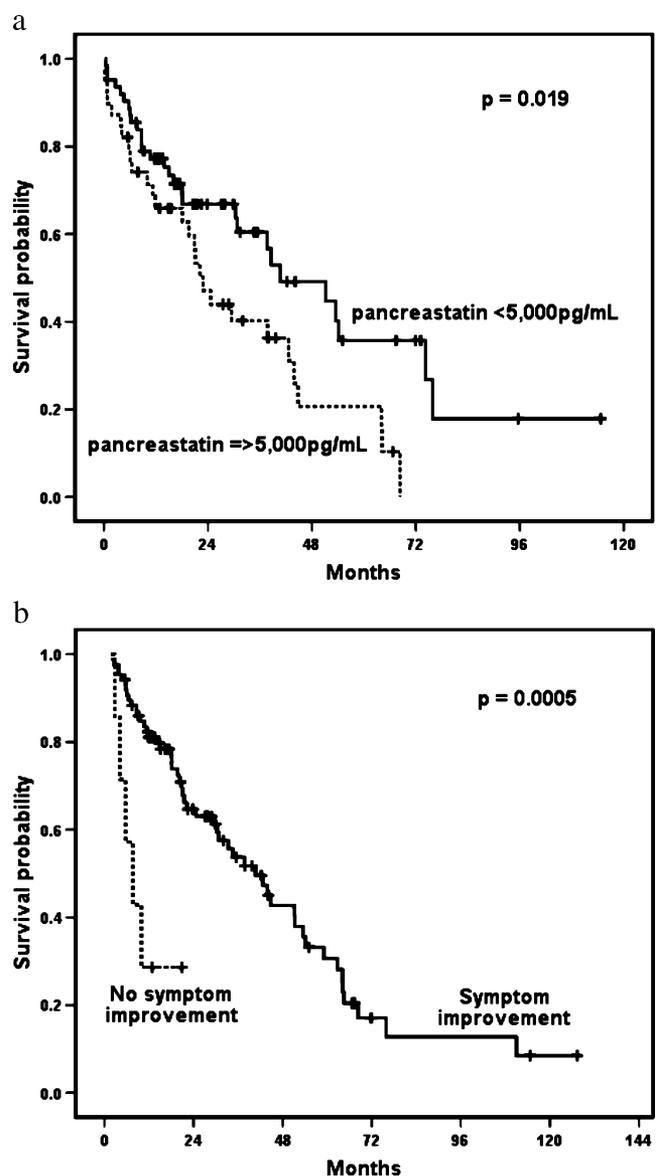 a
1.0
0.8
0.6
0.4
0.2
0.0
Survival probability
p = 0.019
pancreastatin <5,000pg/mL
pancreastatin =>5,000pg/mL
0 24 48 72 96 120
Months
b
1.0
0.8
0.6
0.4
0.2
0.0
Survival probability
p = 0.0005
No symptom
improvement
Symptom
improvement
0 24 48 72 96 120 144
Months